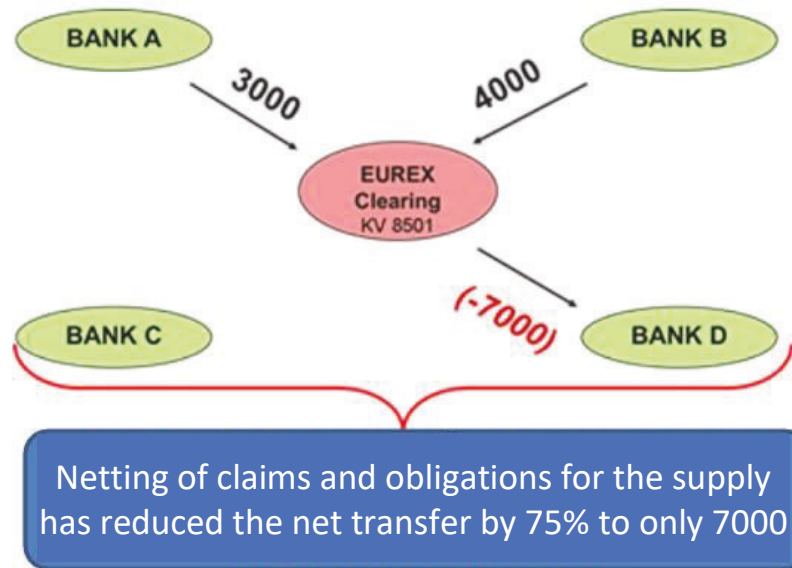 BANK A
BANK B
3000
4000
EUREX
Clearing
KV 8501
(-7000)
BANK C
BANK D
Netting of claims and obligations for the supply
has reduced the net transfer by 75% to only 7000